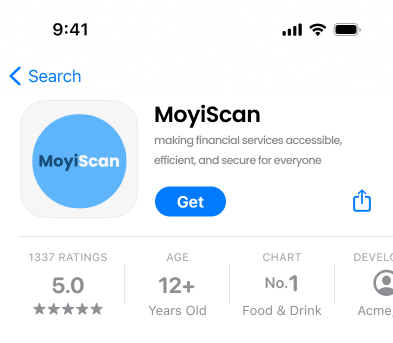 9:41
Search
MoyiScan
MoyiScan
making financial services accessible,
efficient, and secure for everyone
Get
1337 RATINGS
5.0
AGE
12+
Years Old
CHART
No.1
Food & Drink
DEVELO
Acme,